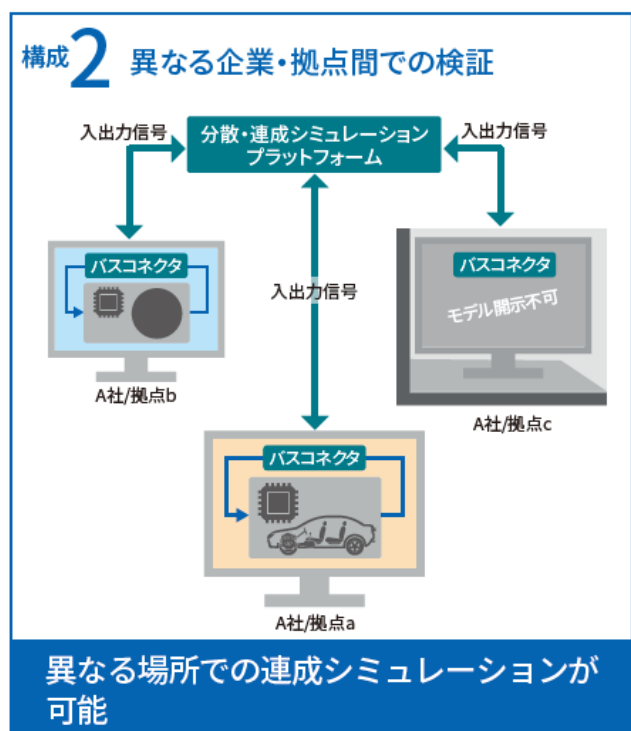 構成2 異なる企業・拠点間での検証
入出力信号
分散・連成シミュレーション
プラットフォーム
入出力信号
バスコネクタ
A社/拠点b
入出力信号
バスコネクタ
モデル開示不可
A社/拠点c
バスコネクタ
A社/拠点a
異なる場所での連成シミュレーションが
可能